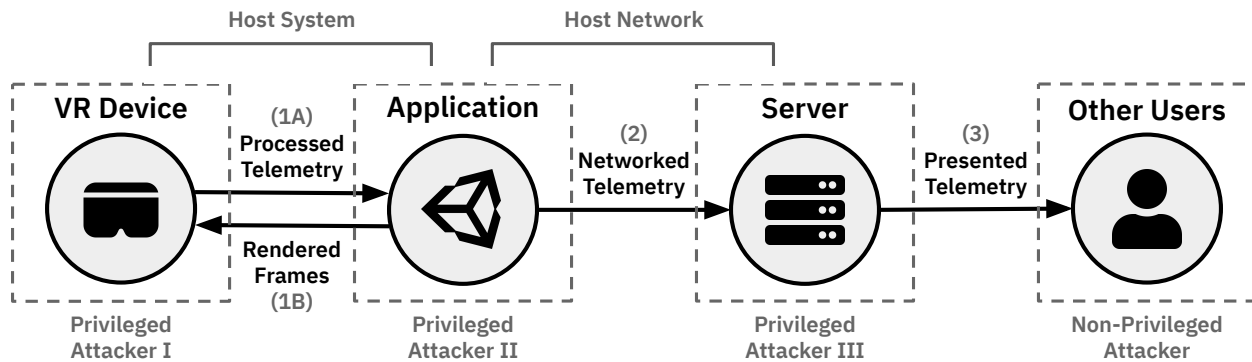 Host System
Host Network
VR Device
Application
Server
Other Users
(1A)
Processed
Telemetry
Rendered
Frames
(1B)
(2)
Networked
Telemetry
(3)
Presented
Telemetry
Privileged
Attacker I
Privileged
Attacker II
Privileged
Attacker III
Non-Privileged
Attacker